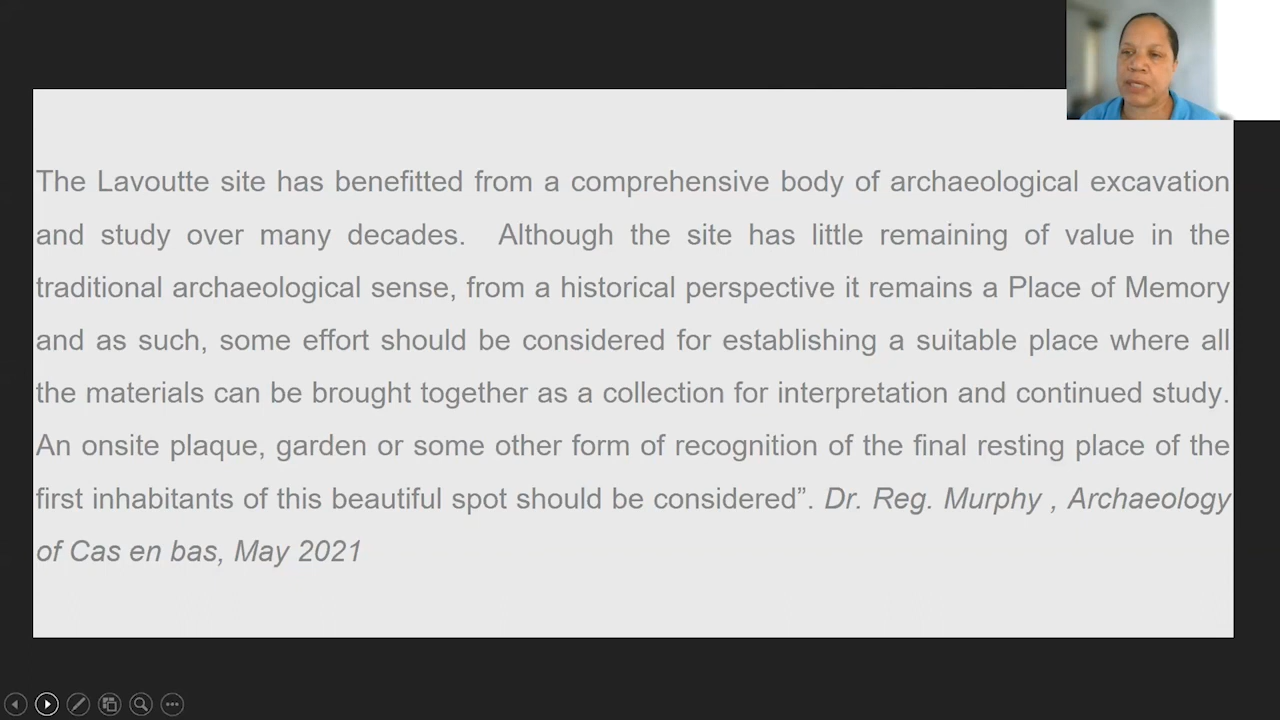 The Lavoutte site has benefitted from a comprehensive body of archaeological excavation
and study over many decades.  Although the site has little remaining of value in the
traditional archaeological sense, from a historical perspective it remains a Place of Memory
and as such, some effort should be considered for establishing a suitable place where all
the materials can be brought together as a collection for interpretation and continued study.
An onsite plaque, garden or some other form of recognition of the final resting place of the
first inhabitants of this beautiful spot should be considered”. Dr. Reg. Murphy , Archaeology
of Cas en bas, May 2021